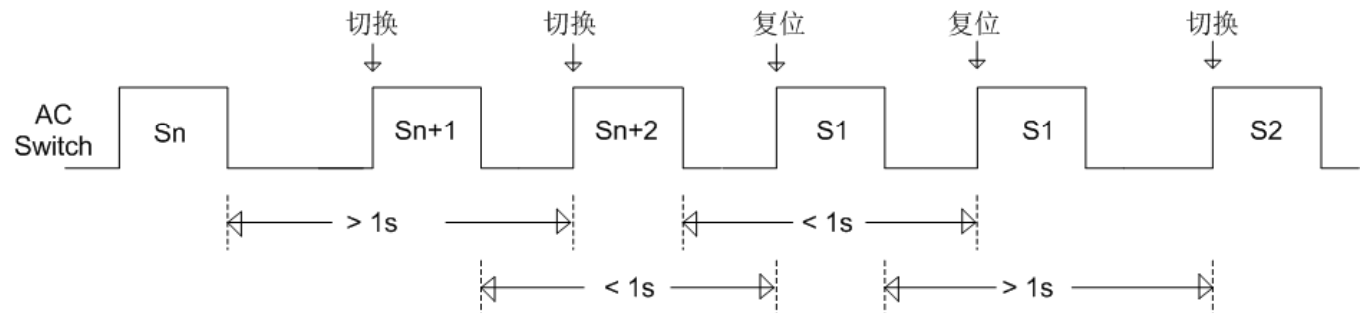 切换 切换 复位 复位 切换
AC
Switch
Sn Sn+1 Sn+2 S1 S1 S2
> 1s < 1s
< 1s > 1s